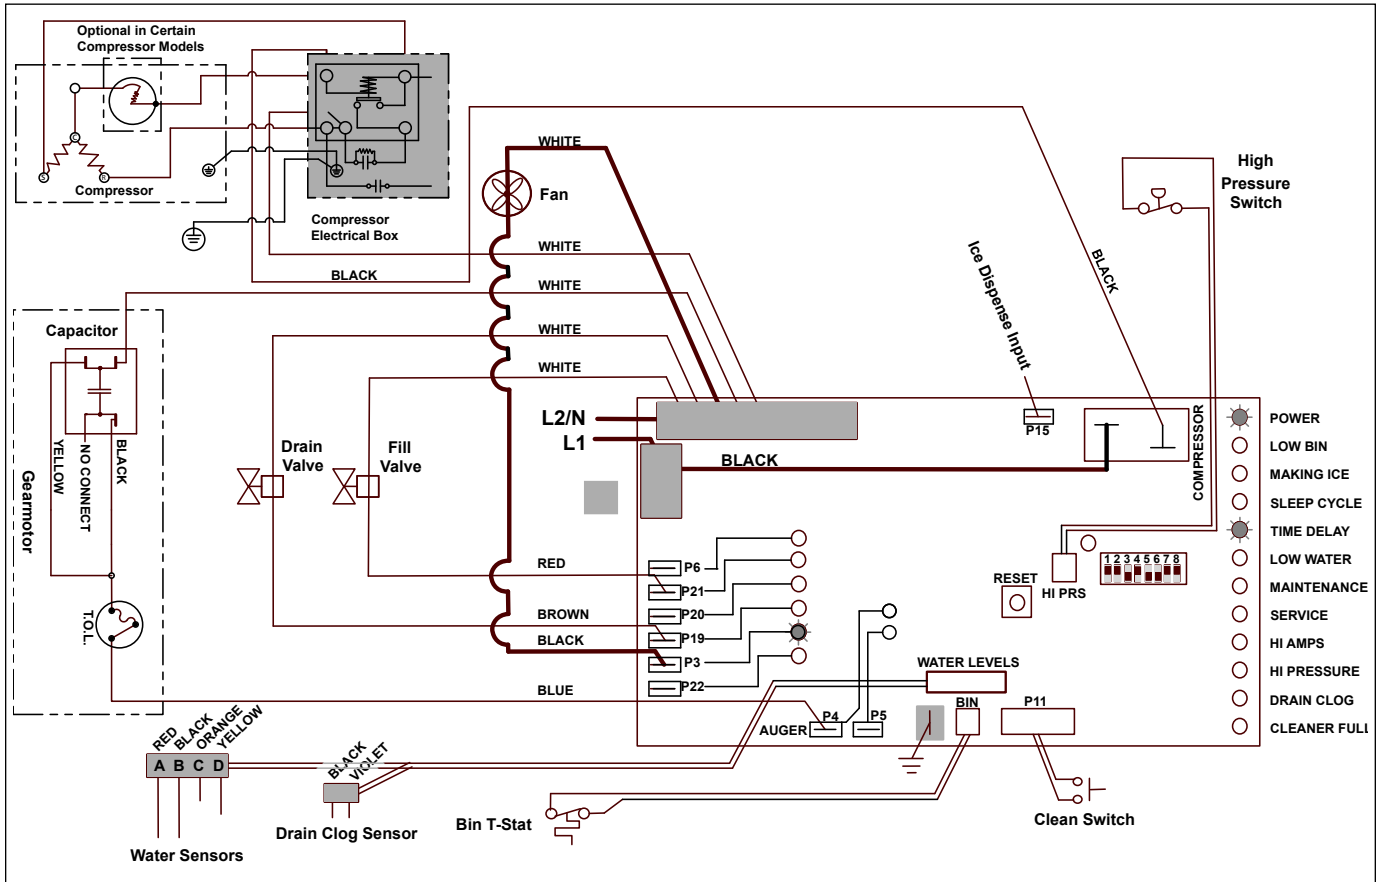 Optional in Certain
Compressor Models
S
C
R
Compressor
Compressor
Electrical Box
WHITE
Fan
WHITE
BLACK
WHITE
WHITE
WHITE
High
Pressure
Switch
BLACK
Ice Dispense Input
P15
COMPRESSOR
Capacitor
YELLOW
NO CONNECT
BLACK
Gearmotor
T.O.L.
Drain
Valve
Fill
Valve
L2/N
L1
BLACK
POWER
LOW BIN
MAKING ICE
SLEEP CYCLE
TIME DELAY
LOW WATER
MAINTENANCE
SERVICE
HI AMPS
HI PRESSURE
DRAIN CLOG
CLEANER FULL
1 2 3 4 5 6 7 8
HI PRS
RESET
RED
BROWN
BLACK
BLUE
P6
P21
P20
P19
P3
P22
WATER LEVELS
BIN
P11
AUGER
P4
P5
RED
BLACK
ORANGE
YELLOW
A B C D
Water Sensors
BLACK
VIOLET
Drain Clog Sensor
Bin T-Stat
Clean Switch